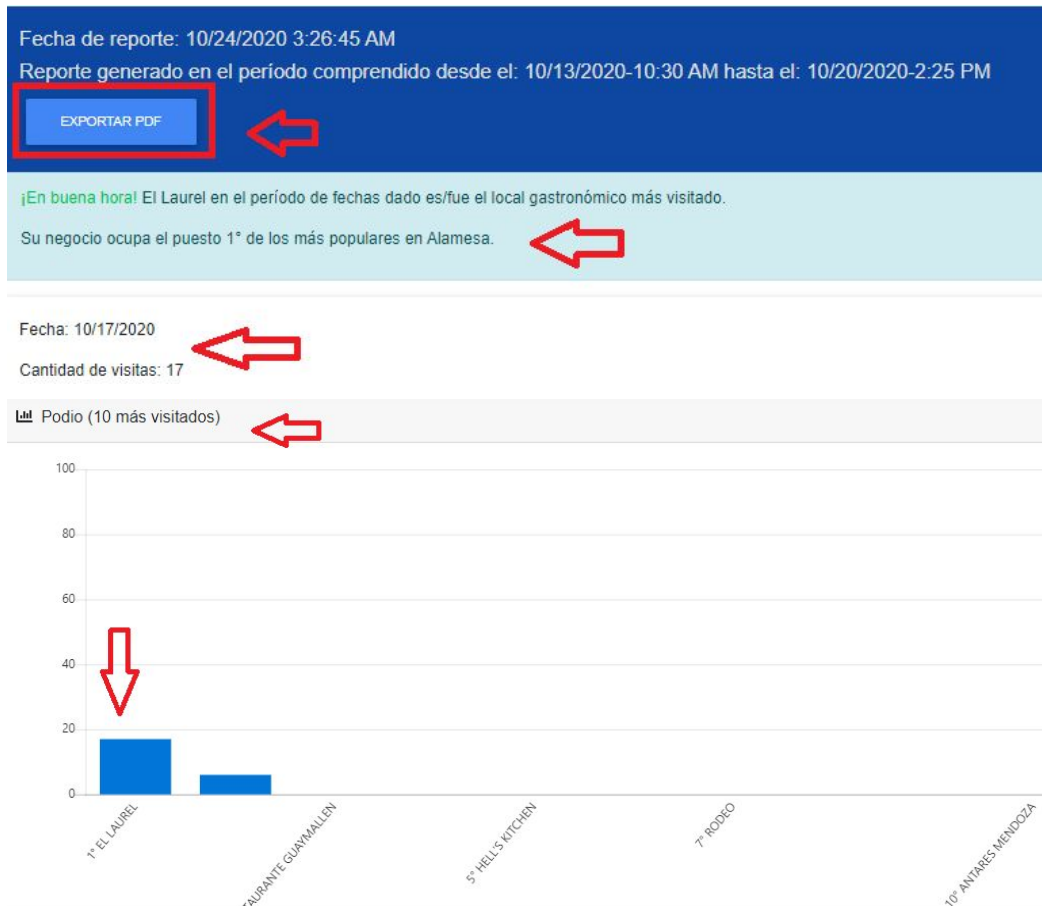 Fecha de reporte: 10/24/2020 3:26:45 AM
Reporte generado en el período comprendido desde el: 10/13/2020-10:30 AM hasta el: 10/20/2020-2:25 PM
EXPORTAR PDF
¡En buena hora! El Laurel en el período de fechas dado es/fue el local gastronómico más visitado.
Su negocio ocupa el puesto 1° de los más populares en Alamesa.
Fecha: 10/17/2020
Cantidad de visitas: 17
Podio (10 más visitados)
100
80
60
40
20
0
1° EL LAUREL
TAURANTE GUAYMALLEN
5° HELL'S KITCHEN
7° RODEO
10° ANTARES MENDOZA